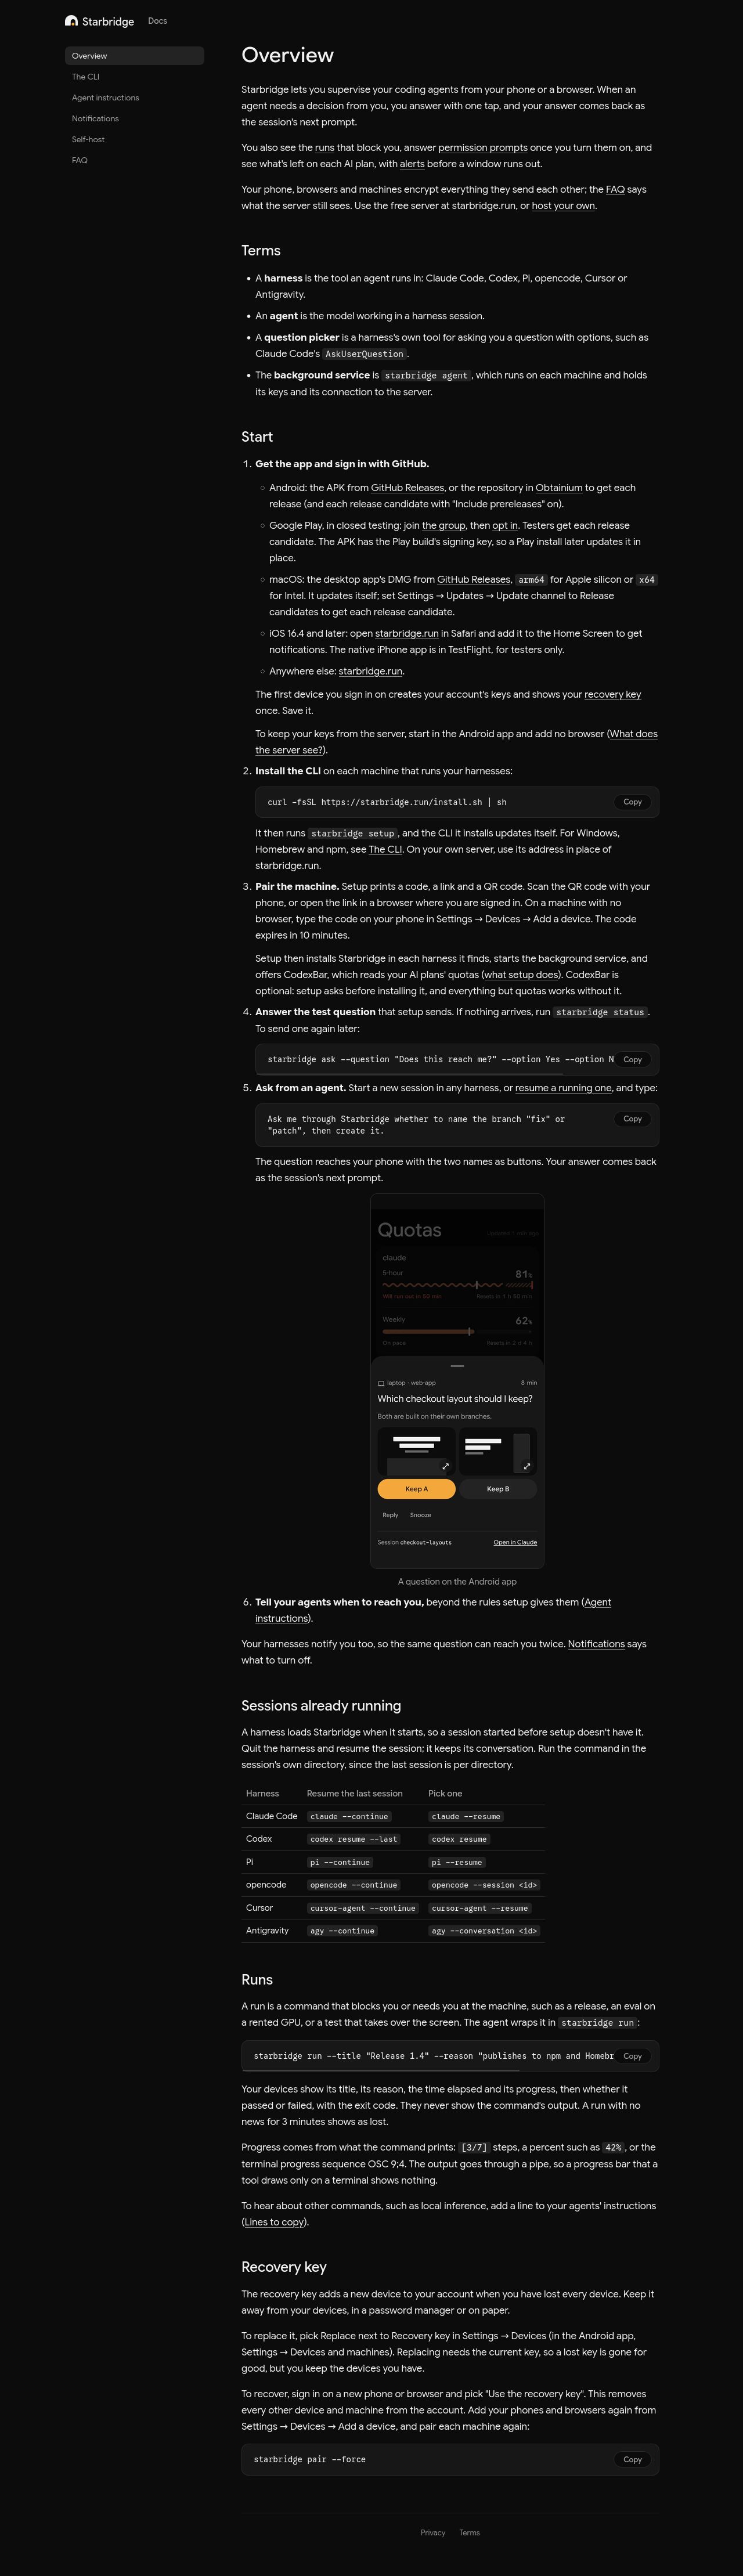 Starbridge Docs
Overview
The CLI
Agent instructions
Notifications
Self-host
FAQ
Overview
Starbridge lets you supervise your coding agents from your phone or a browser. When an
agent needs a decision from you, you answer with one tap, and your answer comes back as
the session's next prompt.
You also see the runs that block you, answer permission prompts once you turn them on, and
see what's left on each AI plan, with alerts before a window runs out.
Your phone, browsers and machines encrypt everything they send each other; the FAQ says
what the server still sees. Use the free server at starbridge.run, or host your own.
Terms
• A harness is the tool an agent runs in: Claude Code, Codex, Pi, opencode, Cursor or
Antigravity.
• An agent is the model working in a harness session.
• A question picker is a harness's own tool for asking you a question with options, such as
Claude Code's AskUserQuestion.
• The background service is starbridge agent, which runs on each machine and holds
its keys and its connection to the server.
Start
1. Get the app and sign in with GitHub.
○ Android: the APK from GitHub Releases, or the repository in Obtainium to get each
release (and each release candidate with "Include prereleases" on).
○ Google Play, in closed testing: join the group, then opt in. Testers get each release
candidate. The APK has the Play build's signing key, so a Play install later updates it in
place.
○ macOS: the desktop app's DMG from GitHub Releases, arm64 for Apple silicon or x64
for Intel. It updates itself; set Settings → Updates → Update channel to Release
candidates to get each release candidate.
○ iOS 16.4 and later: open starbridge.run in Safari and add it to the Home Screen to get
notifications. The native iPhone app is in TestFlight, for testers only.
○ Anywhere else: starbridge.run.
The first device you sign in on creates your account's keys and shows your recovery key
once. Save it.
To keep your keys from the server, start in the Android app and add no browser (What does
the server see?).
2. Install the CLI on each machine that runs your harnesses:
curl -fsSL https://starbridge.run/install.sh | sh Copy
It then runs starbridge setup, and the CLI it installs updates itself. For Windows,
Homebrew and npm, see The CLI. On your own server, use its address in place of
starbridge.run.
3. Pair the machine. Setup prints a code, a link and a QR code. Scan the QR code with your
phone, or open the link in a browser where you are signed in. On a machine with no
browser, type the code on your phone in Settings → Devices → Add a device. The code
expires in 10 minutes.
Setup then installs Starbridge in each harness it finds, starts the background service, and
offers CodexBar, which reads your AI plans' quotas (what setup does). CodexBar is
optional: setup asks before installing it, and everything but quotas works without it.
4. Answer the test question that setup sends. If nothing arrives, run starbridge status.
To send one again later:
starbridge ask --question "Does this reach me?" --option Yes --option N Copy
5. Ask from an agent. Start a new session in any harness, or resume a running one, and type:
Ask me through Starbridge whether to name the branch "fix" or Copy
"patch", then create it.
The question reaches your phone with the two names as buttons. Your answer comes back
as the session's next prompt.
Quotas
claude
5-hour 81%
Will run out in 50 min Resets in 1 h 50 min
Weekly 62%
On pace Resets in 2 d 4 h
laptop · web-app 8 min
Which checkout layout should I keep?
Both are built on their own branches.
Keep A Keep B
Reply Snooze
Session checkout-layouts Open in Claude
A question on the Android app
6. Tell your agents when to reach you, beyond the rules setup gives them (Agent
instructions).
Your harnesses notify you too, so the same question can reach you twice. Notifications says
what to turn off.
Sessions already running
A harness loads Starbridge when it starts, so a session started before setup doesn't have it.
Quit the harness and resume the session; it keeps its conversation. Run the command in the
session's own directory, since the last session is per directory.
Harness Resume the last session Pick one
Claude Code claude --continue claude --resume
Codex codex resume --last codex resume
Pi pi --continue pi --resume
opencode opencode --continue opencode --session <id>
Cursor cursor-agent --continue cursor-agent --resume
Antigravity agy --continue agy --conversation <id>
Runs
A run is a command that blocks you or needs you at the machine, such as a release, an eval on
a rented GPU, or a test that takes over the screen. The agent wraps it in starbridge run:
starbridge run --title "Release 1.4" --reason "publishes to npm and Homebr Copy
Your devices show its title, its reason, the time elapsed and its progress, then whether it
passed or failed, with the exit code. They never show the command's output. A run with no
news for 3 minutes shows as lost.
Progress comes from what the command prints: [3/7] steps, a percent such as 42%, or the
terminal progress sequence OSC 9;4. The output goes through a pipe, so a progress bar that a
tool draws only on a terminal shows nothing.
To hear about other commands, such as local inference, add a line to your agents' instructions
(Lines to copy).
Recovery key
The recovery key adds a new device to your account when you have lost every device. Keep it
away from your devices, in a password manager or on paper.
To replace it, pick Replace next to Recovery key in Settings → Devices (in the Android app,
Settings → Devices and machines). Replacing needs the current key, so a lost key is gone for
good, but you keep the devices you have.
To recover, sign in on a new phone or browser and pick "Use the recovery key". This removes
every other device and machine from the account. Add your phones and browsers again from
Settings → Devices → Add a device, and pair each machine again:
starbridge pair --force Copy
Privacy Terms